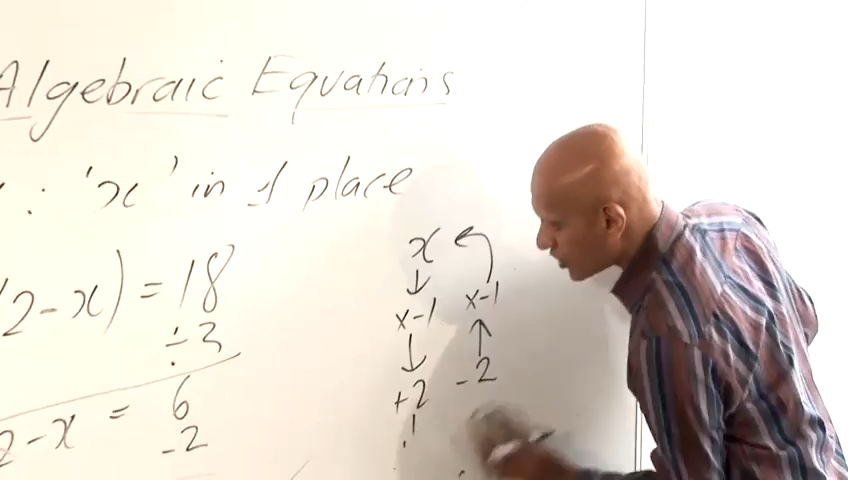 Algebraic Equations
: 'x' in 1 place
(2-x) = 18
÷3
2-x = 6
-2
x
↓
x-1
↓
+2
x-1
↑
-2